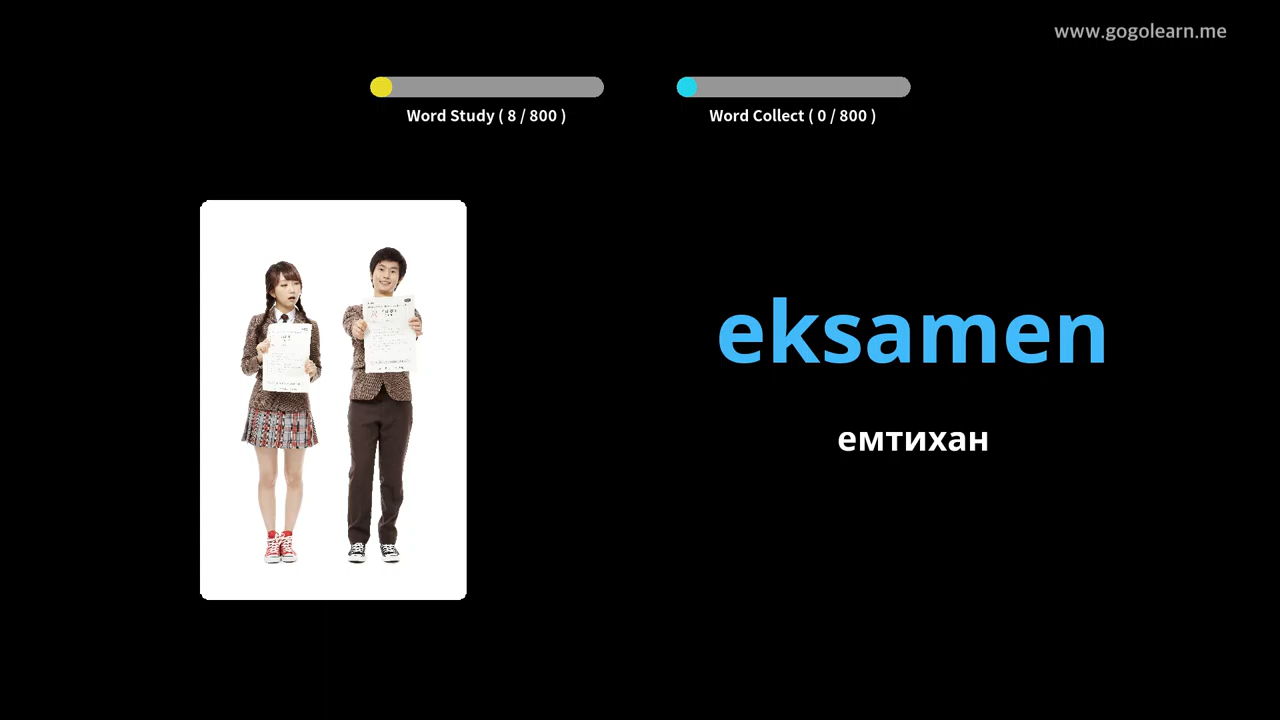 www.gogolearn.me
Word Study ( 8 / 800 )
Word Collect ( 0 / 800 )
eksamen
емтихан